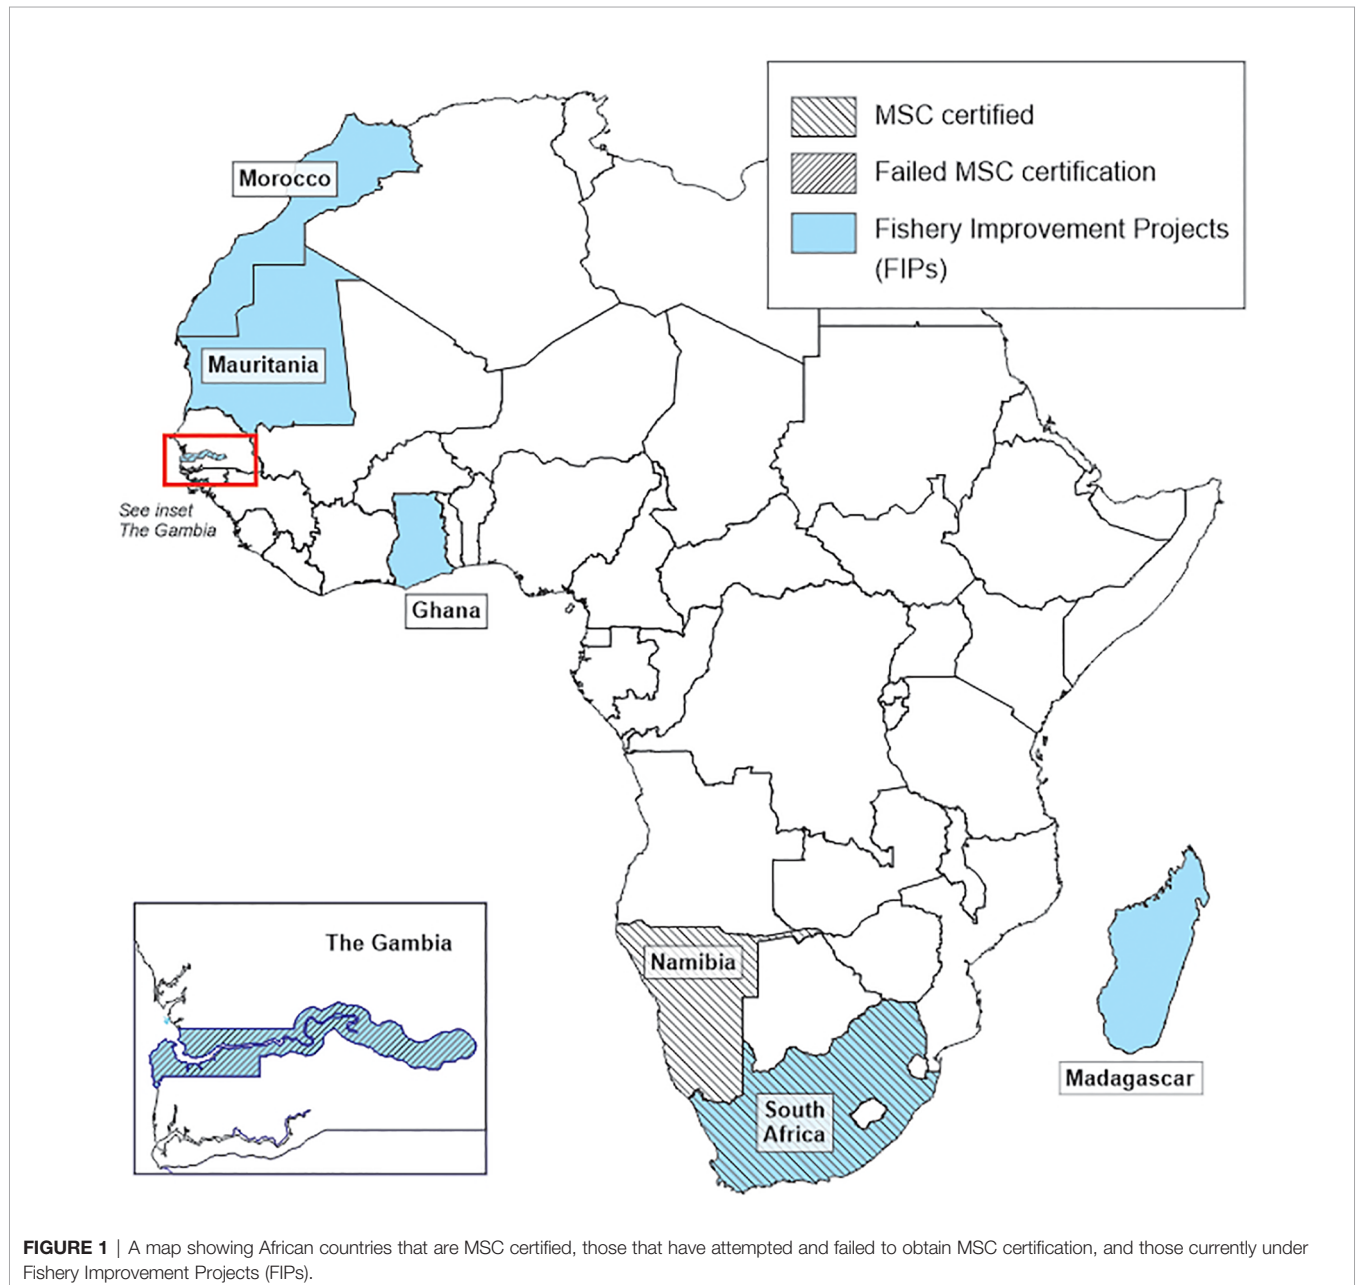 MSC certified
Failed MSC certification
Fishery Improvement Projects
(FIPs)
Morocco
Mauritania
See inset
The Gambia
Ghana
The Gambia
Namibia
South
Africa
Madagascar
FIGURE 1 | A map showing African countries that are MSC certified, those that have attempted and failed to obtain MSC certification, and those currently under
Fishery Improvement Projects (FIPs).